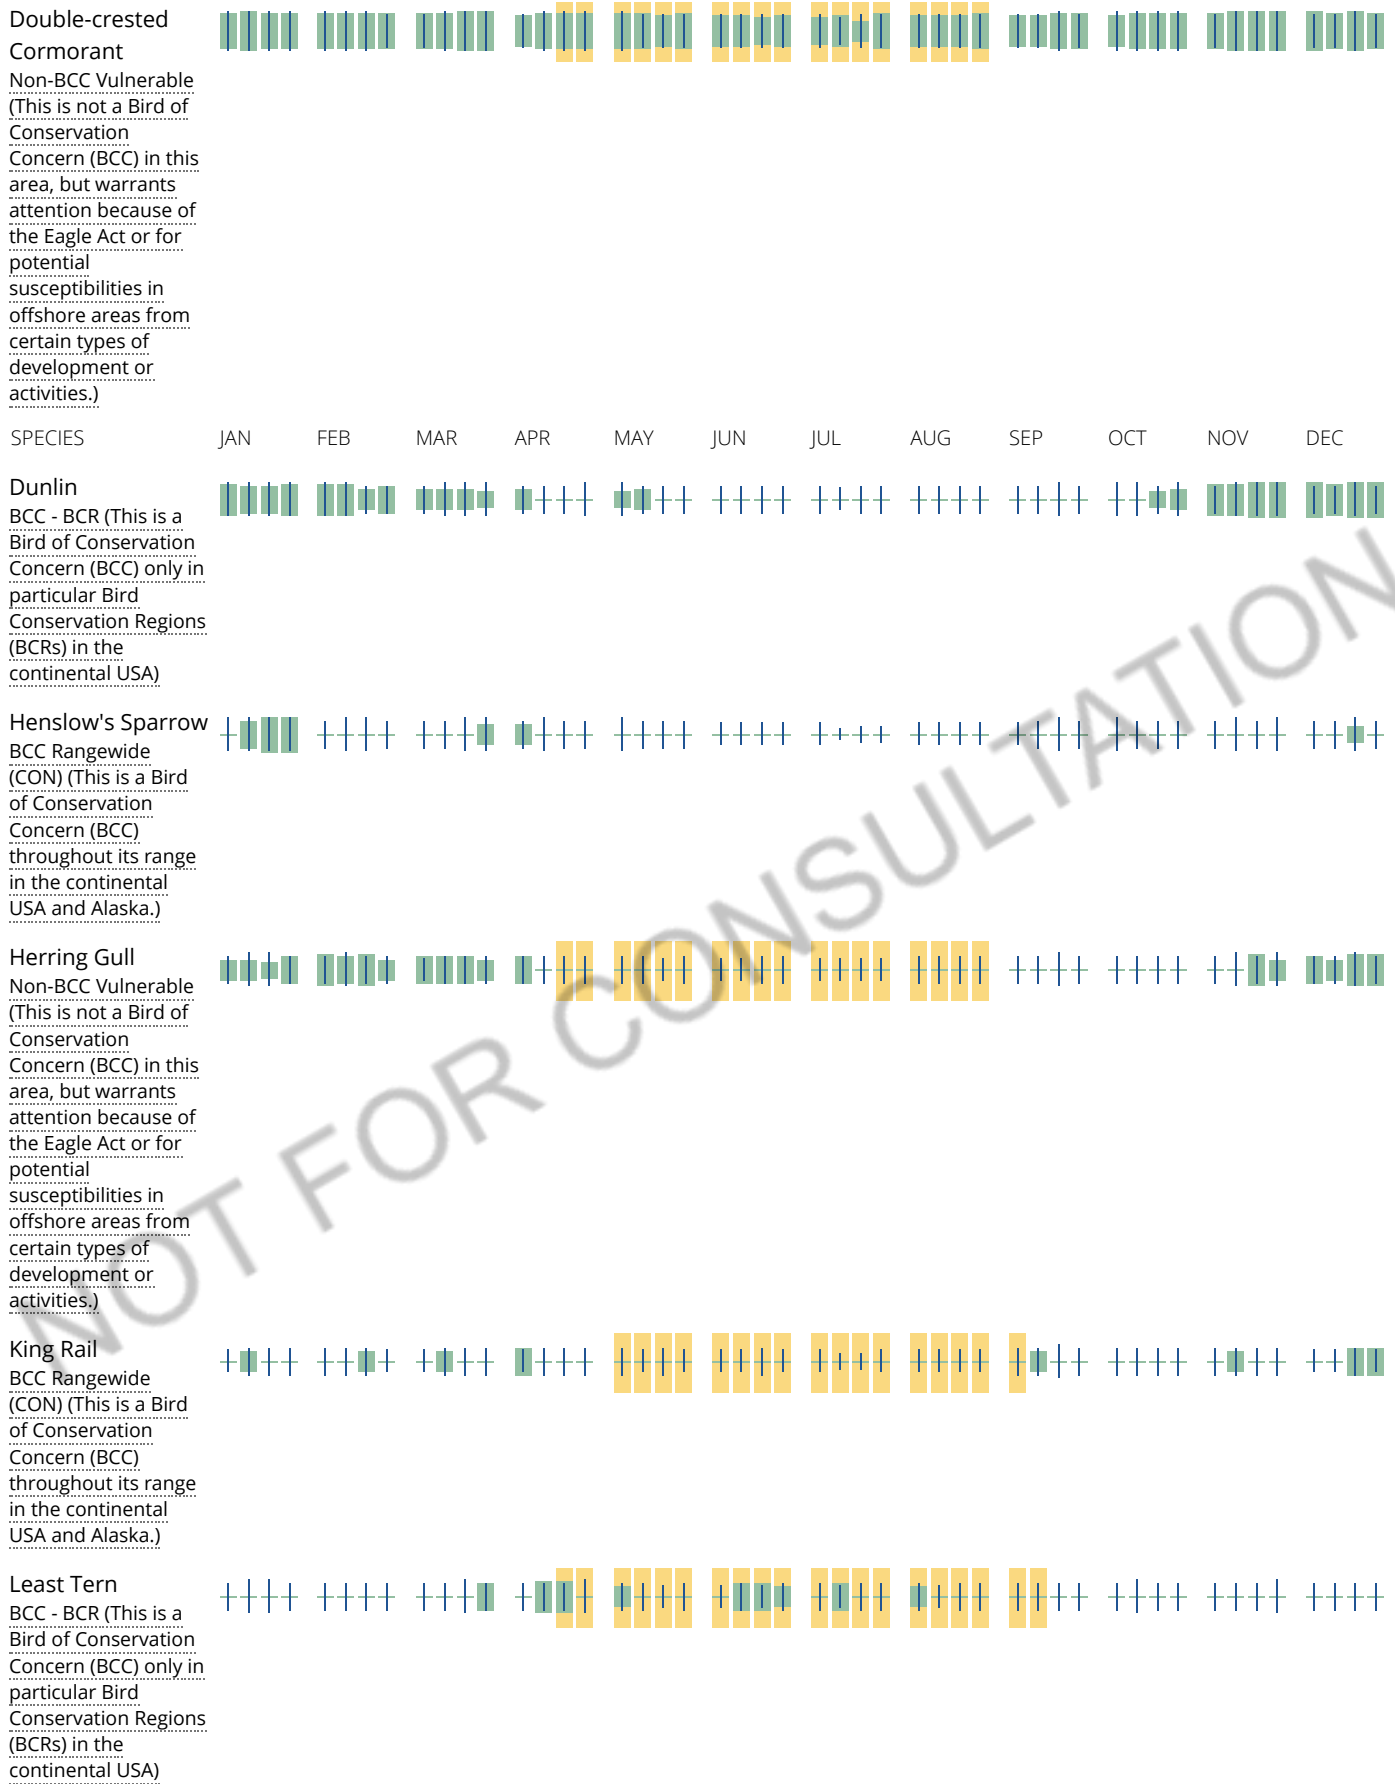 Double-crested
Cormorant
Non-BCC Vulnerable
(This is not a Bird of
Conservation
Concern (BCC) in this
area, but warrants
attention because of
the Eagle Act or for
potential
susceptibilities in
offshore areas from
certain types of
development or
activities.)
SPECIES JAN FEB MAR APR MAY JUN JUL AUG SEP OCT NOV DEC
Dunlin
BCC - BCR (This is a
Bird of Conservation
Concern (BCC) only in
particular Bird
Conservation Regions
(BCRs) in the
continental USA)
Henslow's Sparrow
BCC Rangewide
(CON) (This is a Bird
of Conservation
Concern (BCC)
throughout its range
in the continental
USA and Alaska.)
Herring Gull
Non-BCC Vulnerable
(This is not a Bird of
Conservation
Concern (BCC) in this
area, but warrants
attention because of
the Eagle Act or for
potential
susceptibilities in
offshore areas from
certain types of
development or
activities.)
King Rail
BCC Rangewide
(CON) (This is a Bird
of Conservation
Concern (BCC)
throughout its range
in the continental
USA and Alaska.)
Least Tern
BCC - BCR (This is a
Bird of Conservation
Concern (BCC) only in
particular Bird
Conservation Regions
(BCRs) in the
continental USA)
NOT FOR CONSULTATION